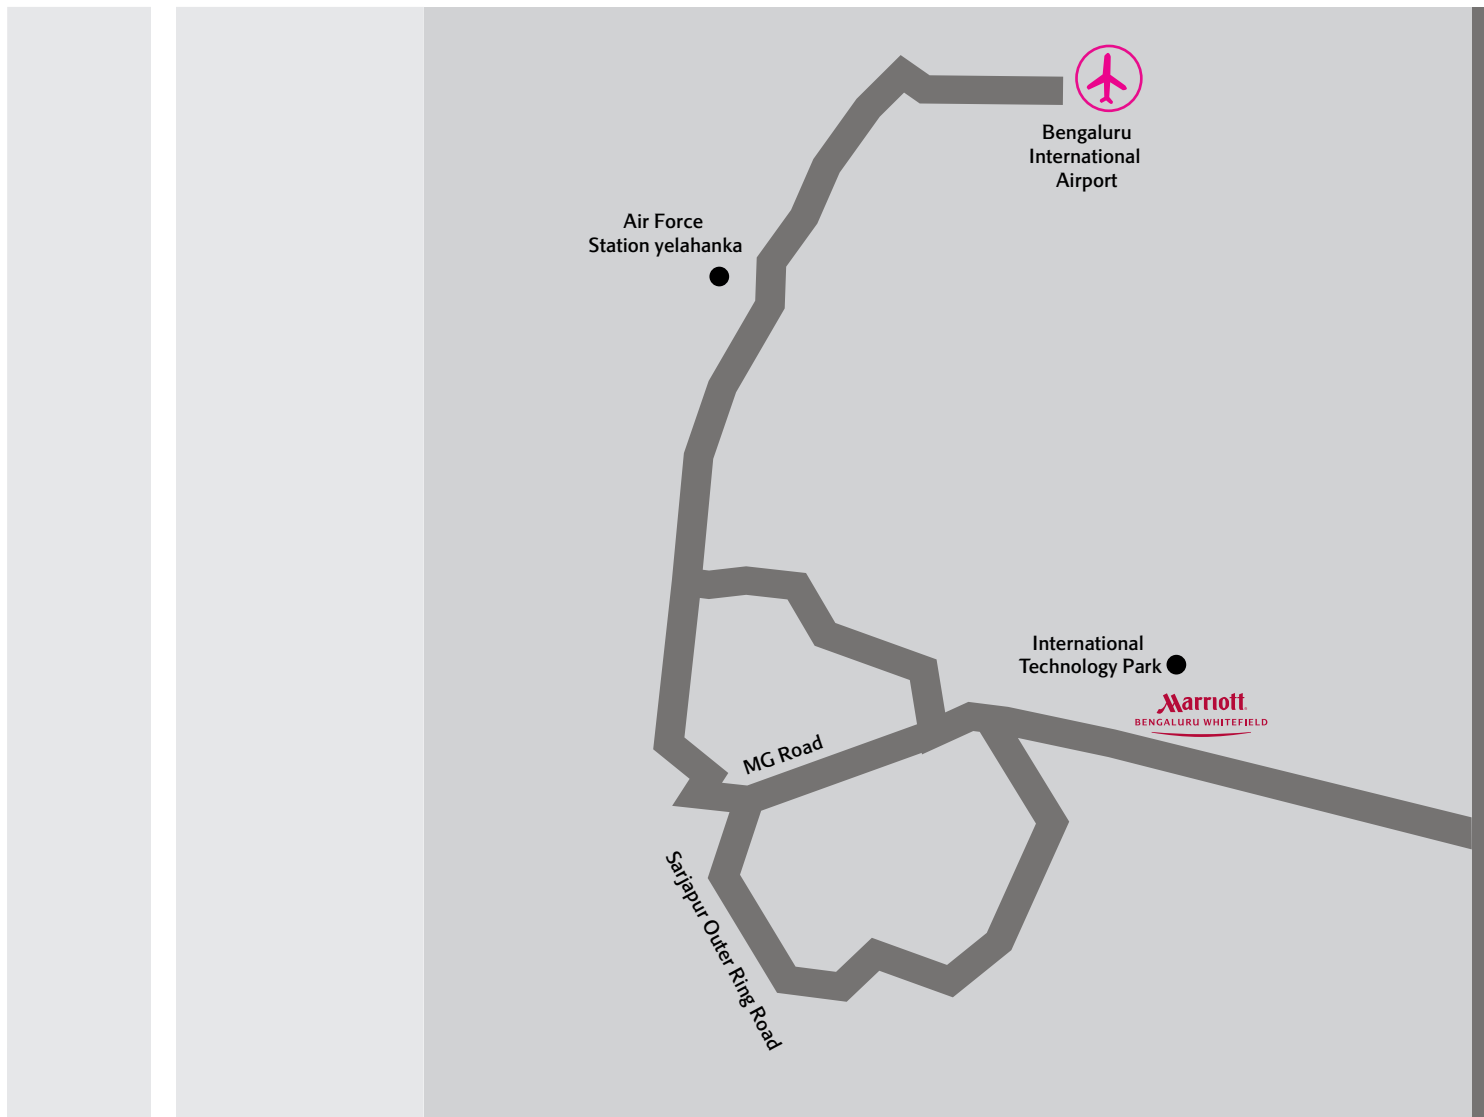 Bengaluru
International
Airport
Air Force
Station yelahanka
International
Technology Park
Marriott
BENGALURU WHITEFIELD
MG Road
Sarjapur Outer Ring Road